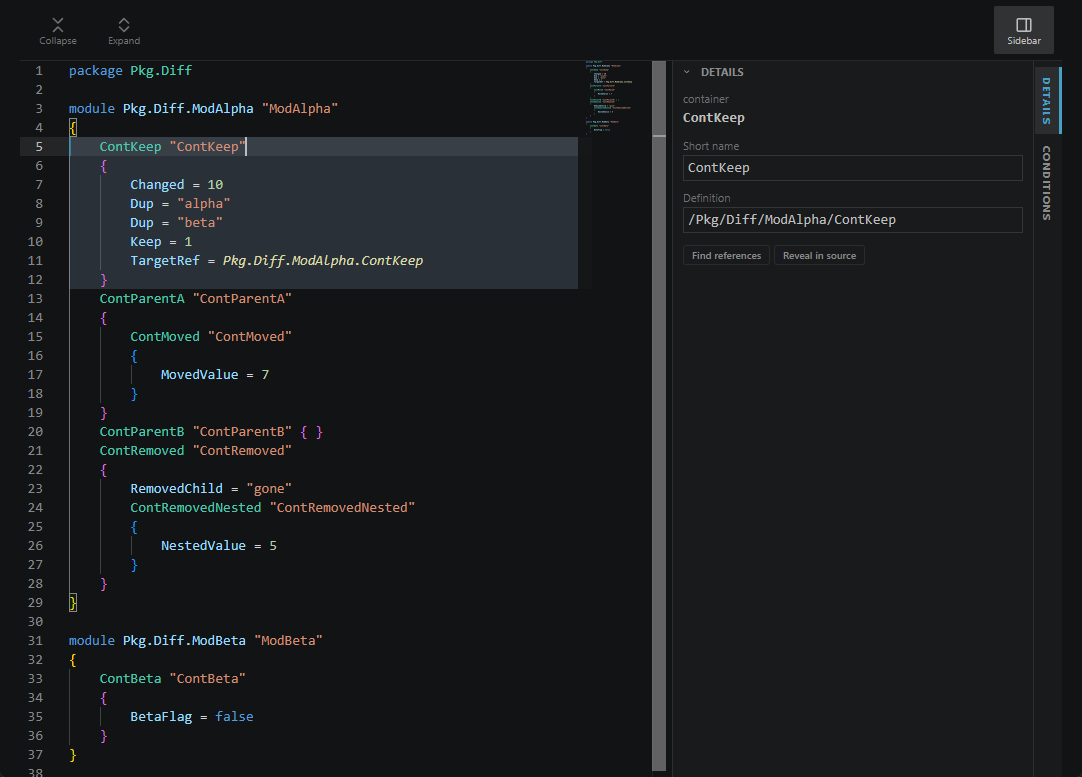 Collapse Expand Sidebar
1 package Pkg.Diff
2
3 module Pkg.Diff.ModAlpha "ModAlpha"
4 {
5 ContKeep "ContKeep"
6 {
7 Changed = 10
8 Dup = "alpha"
9 Dup = "beta"
10 Keep = 1
11 TargetRef = Pkg.Diff.ModAlpha.ContKeep
12 }
13 ContParentA "ContParentA"
14 {
15 ContMoved "ContMoved"
16 {
17 MovedValue = 7
18 }
19 }
20 ContParentB "ContParentB" { }
21 ContRemoved "ContRemoved"
22 {
23 RemovedChild = "gone"
24 ContRemovedNested "ContRemovedNested"
25 {
26 NestedValue = 5
27 }
28 }
29 }
30
31 module Pkg.Diff.ModBeta "ModBeta"
32 {
33 ContBeta "ContBeta"
34 {
35 BetaFlag = false
36 }
37 }
38
DETAILS
container
ContKeep
Short name
ContKeep
Definition
/Pkg/Diff/ModAlpha/ContKeep
Find references Reveal in source
DETAILS
CONDITIONS